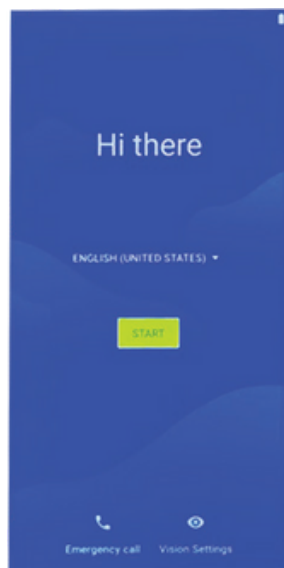 Hi there
ENGLISH (UNITED STATES)
START
Emergency call
Vision Settings